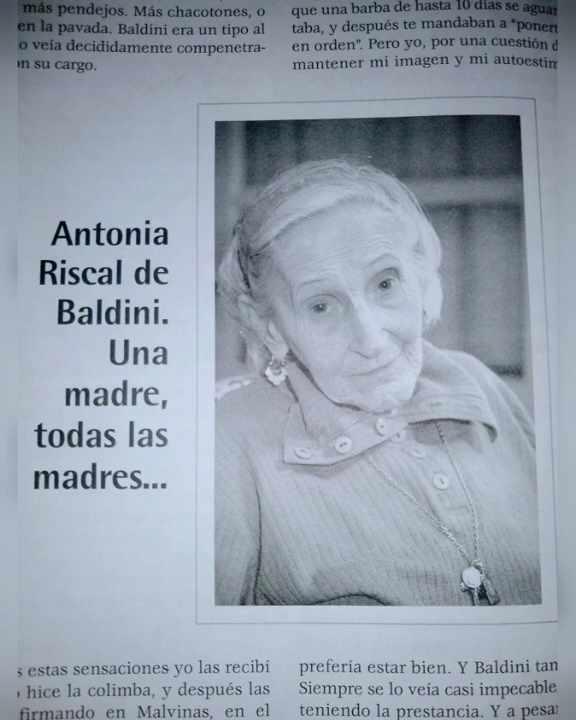 más pendejos. Más chacotones, o
en la pavada. Baldini era un tipo al
o veía decididamente compenetra-
su cargo.
que una barba de hasta 10 días se aguan
taba, y después te mandaban a “poner
en orden”. Pero yo, por una cuestión d
mantener mi imagen y mi autoestim
Antonia
Riscal de
Baldini.
Una
madre,
todas las
madres...
s estas sensaciones yo las recibí
hice la colimba, y después las
firmando en Malvinas, en el
prefería estar bien. Y Baldini tan
Siempre se lo veía casi impecable
teniendo la prestancia. Y a pesar